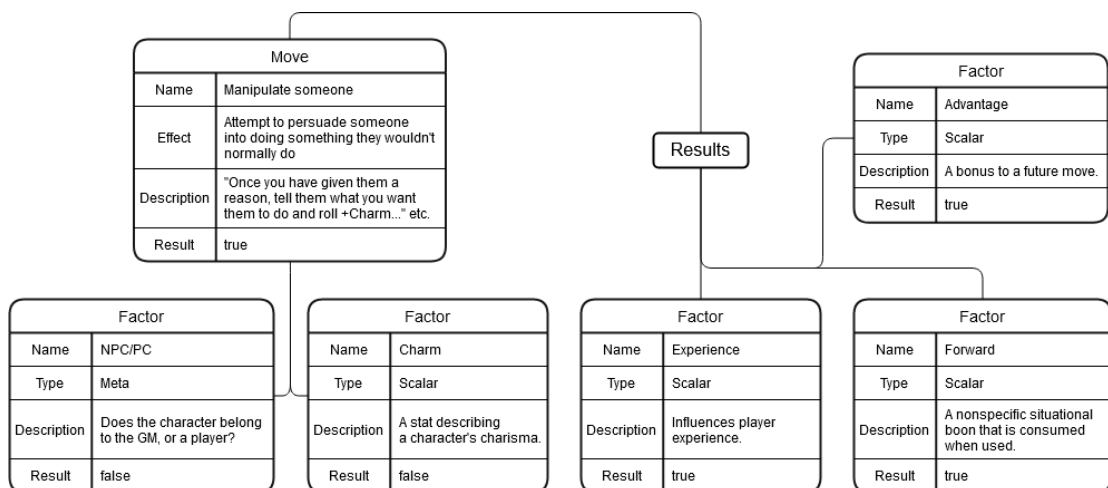 Move
Name
Manipulate someone
Effect
Attempt to persuade someone
into doing something they wouldn't
normally do
Description
"Once you have given them a
reason, tell them what you want
them to do and roll +Charm..." etc.
Result
true
Results
Factor
Name
Advantage
Type
Scalar
Description
A bonus to a future move.
Result
true
Factor
Name
NPC/PC
Type
Meta
Description
Does the character belong
to the GM, or a player?
Result
false
Factor
Name
Charm
Type
Scalar
Description
A stat describing
a character's charisma.
Result
false
Factor
Name
Experience
Type
Scalar
Description
Influences player
experience.
Result
true
Factor
Name
Forward
Type
Scalar
Description
A nonspecific situational
boon that is consumed
when used.
Result
true